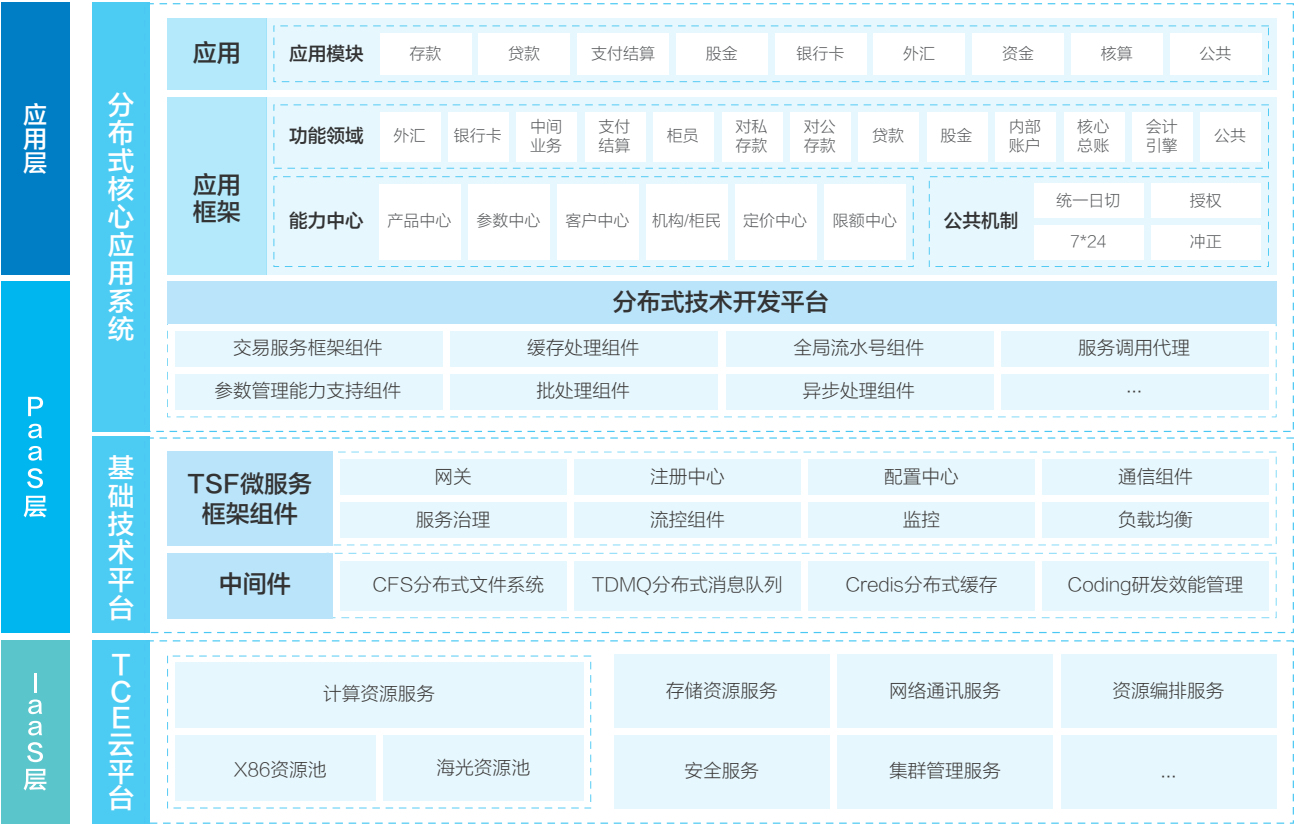 应用层
分布式核心应用系统
应用
应用模块
存款
贷款
支付结算
股金
银行卡
外汇
资金
核算
公共
应用
框架
功能领域
外汇
银行卡
中间
业务
支付
结算
柜员
对私
存款
对公
存款
贷款
股金
内部
账户
核心
总账
会计
引擎
公共
能力中心
产品中心
参数中心
客户中心
机构/柜民
定价中心
限额中心
公共机制
统一日切
授权
7*24
冲正
PaaS层
分布式技术开发平台
交易服务框架组件
缓存处理组件
全局流水号组件
服务调用代理
参数管理能力支持组件
批处理组件
异步处理组件
...
基础技术平台
TSF微服务
框架组件
网关
注册中心
配置中心
通信组件
服务治理
流控组件
监控
负载均衡
中间件
CFS分布式文件系统
TDMQ分布式消息队列
Credis分布式缓存
Coding研发效能管理
IaaS层
TCE云平台
计算资源服务
X86资源池
海光资源池
存储资源服务
网络通讯服务
资源编排服务
安全服务
集群管理服务
...